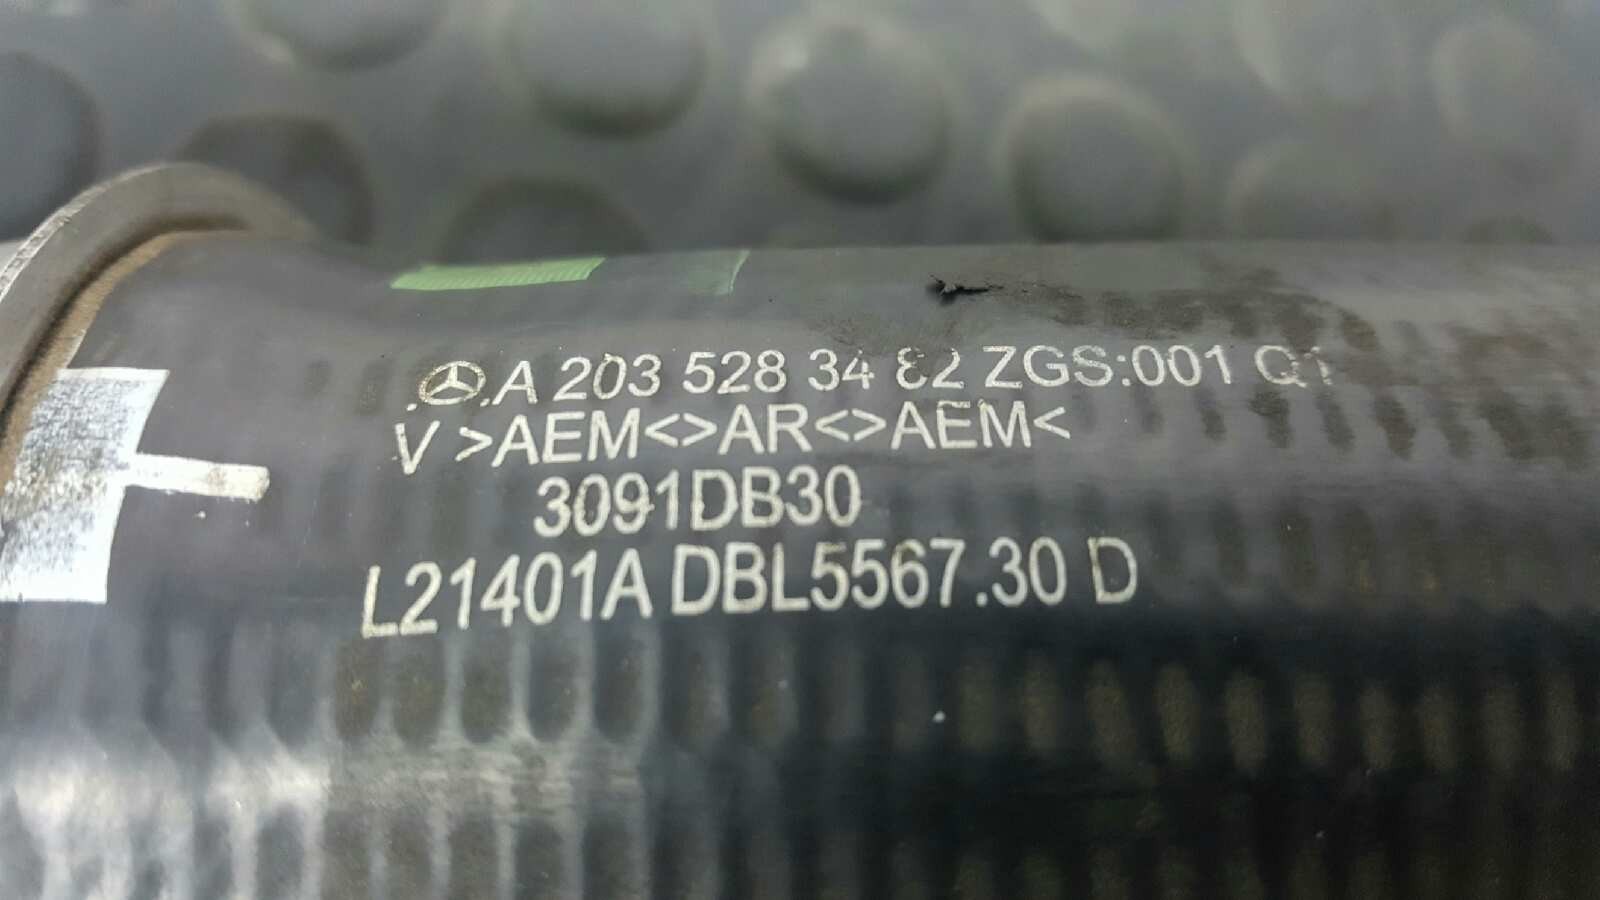 A 203 528 34 82 ZGS:001 Q1
V >AEM<>AR<>AEM<
3091DB30
L21401A DBL5567.30 D